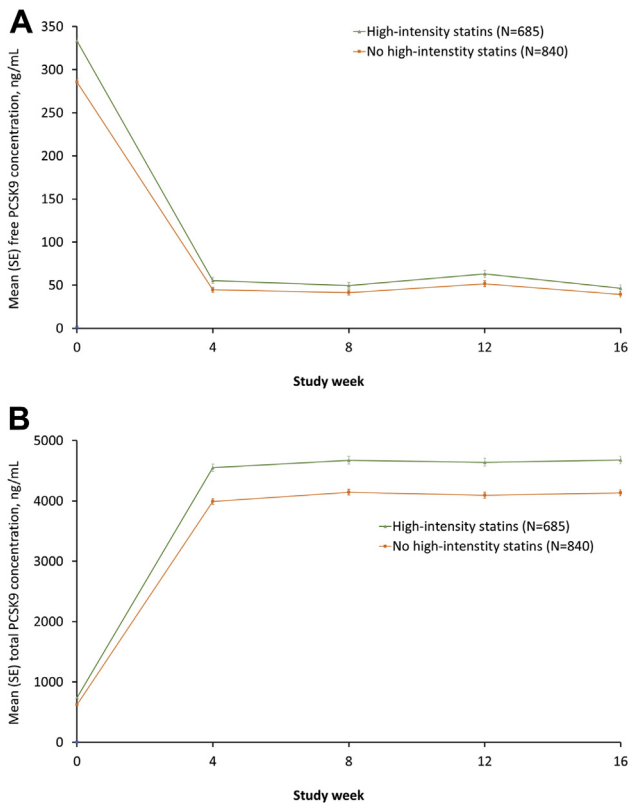 A
Mean (SE) free PCSK9 concentration, ng/mL
350
300
250
200
150
100
50
0
High-intensity statins (N=685)
No high-intenstity statins (N=840)
0 4 8 12 16
Study week
B
Mean (SE) total PCSK9 concentration, ng/mL
5000
4000
3000
2000
1000
0
High-intensity statins (N=685)
No high-intenstity statins (N=840)
0 4 8 12 16
Study week